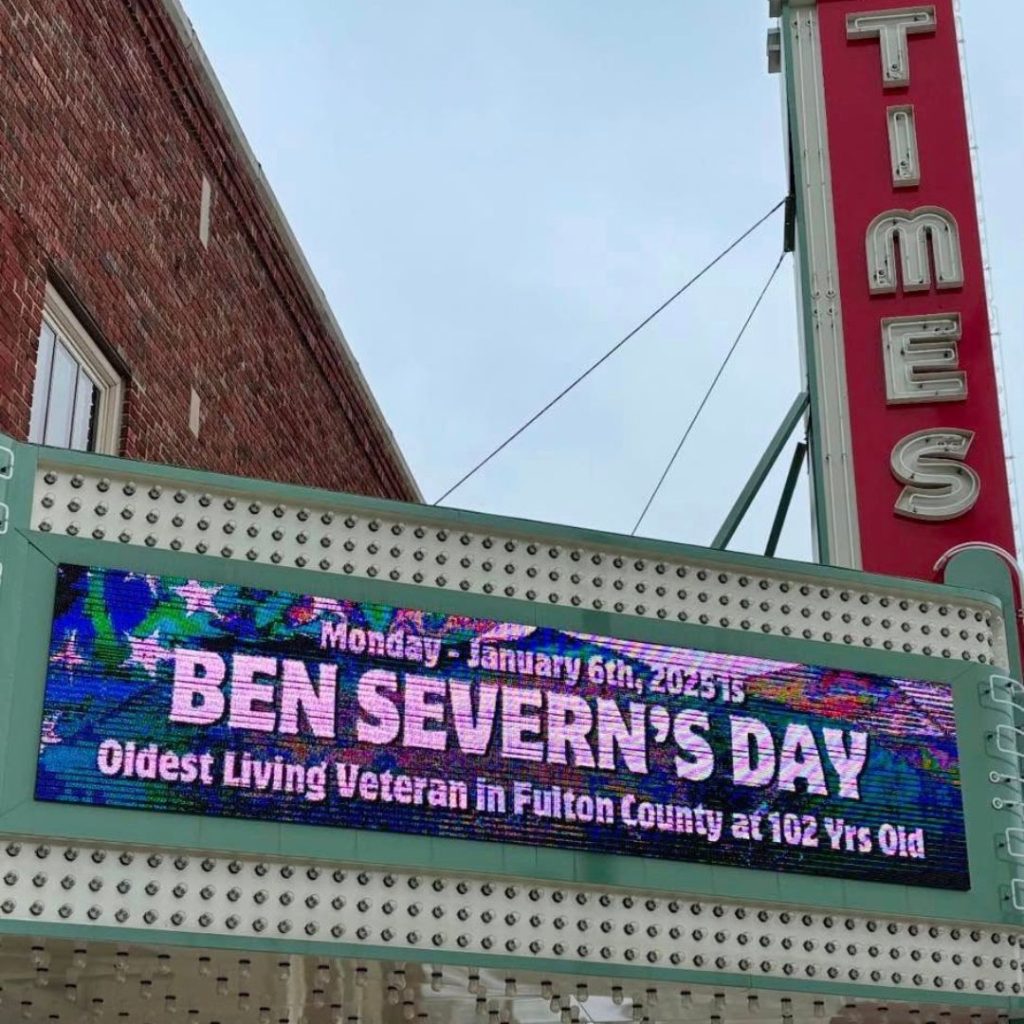 TIMES
Monday - January 6th, 2025 is
BEN SEVERN'S DAY
Oldest Living Veteran in Fulton County at 102 Yrs Old